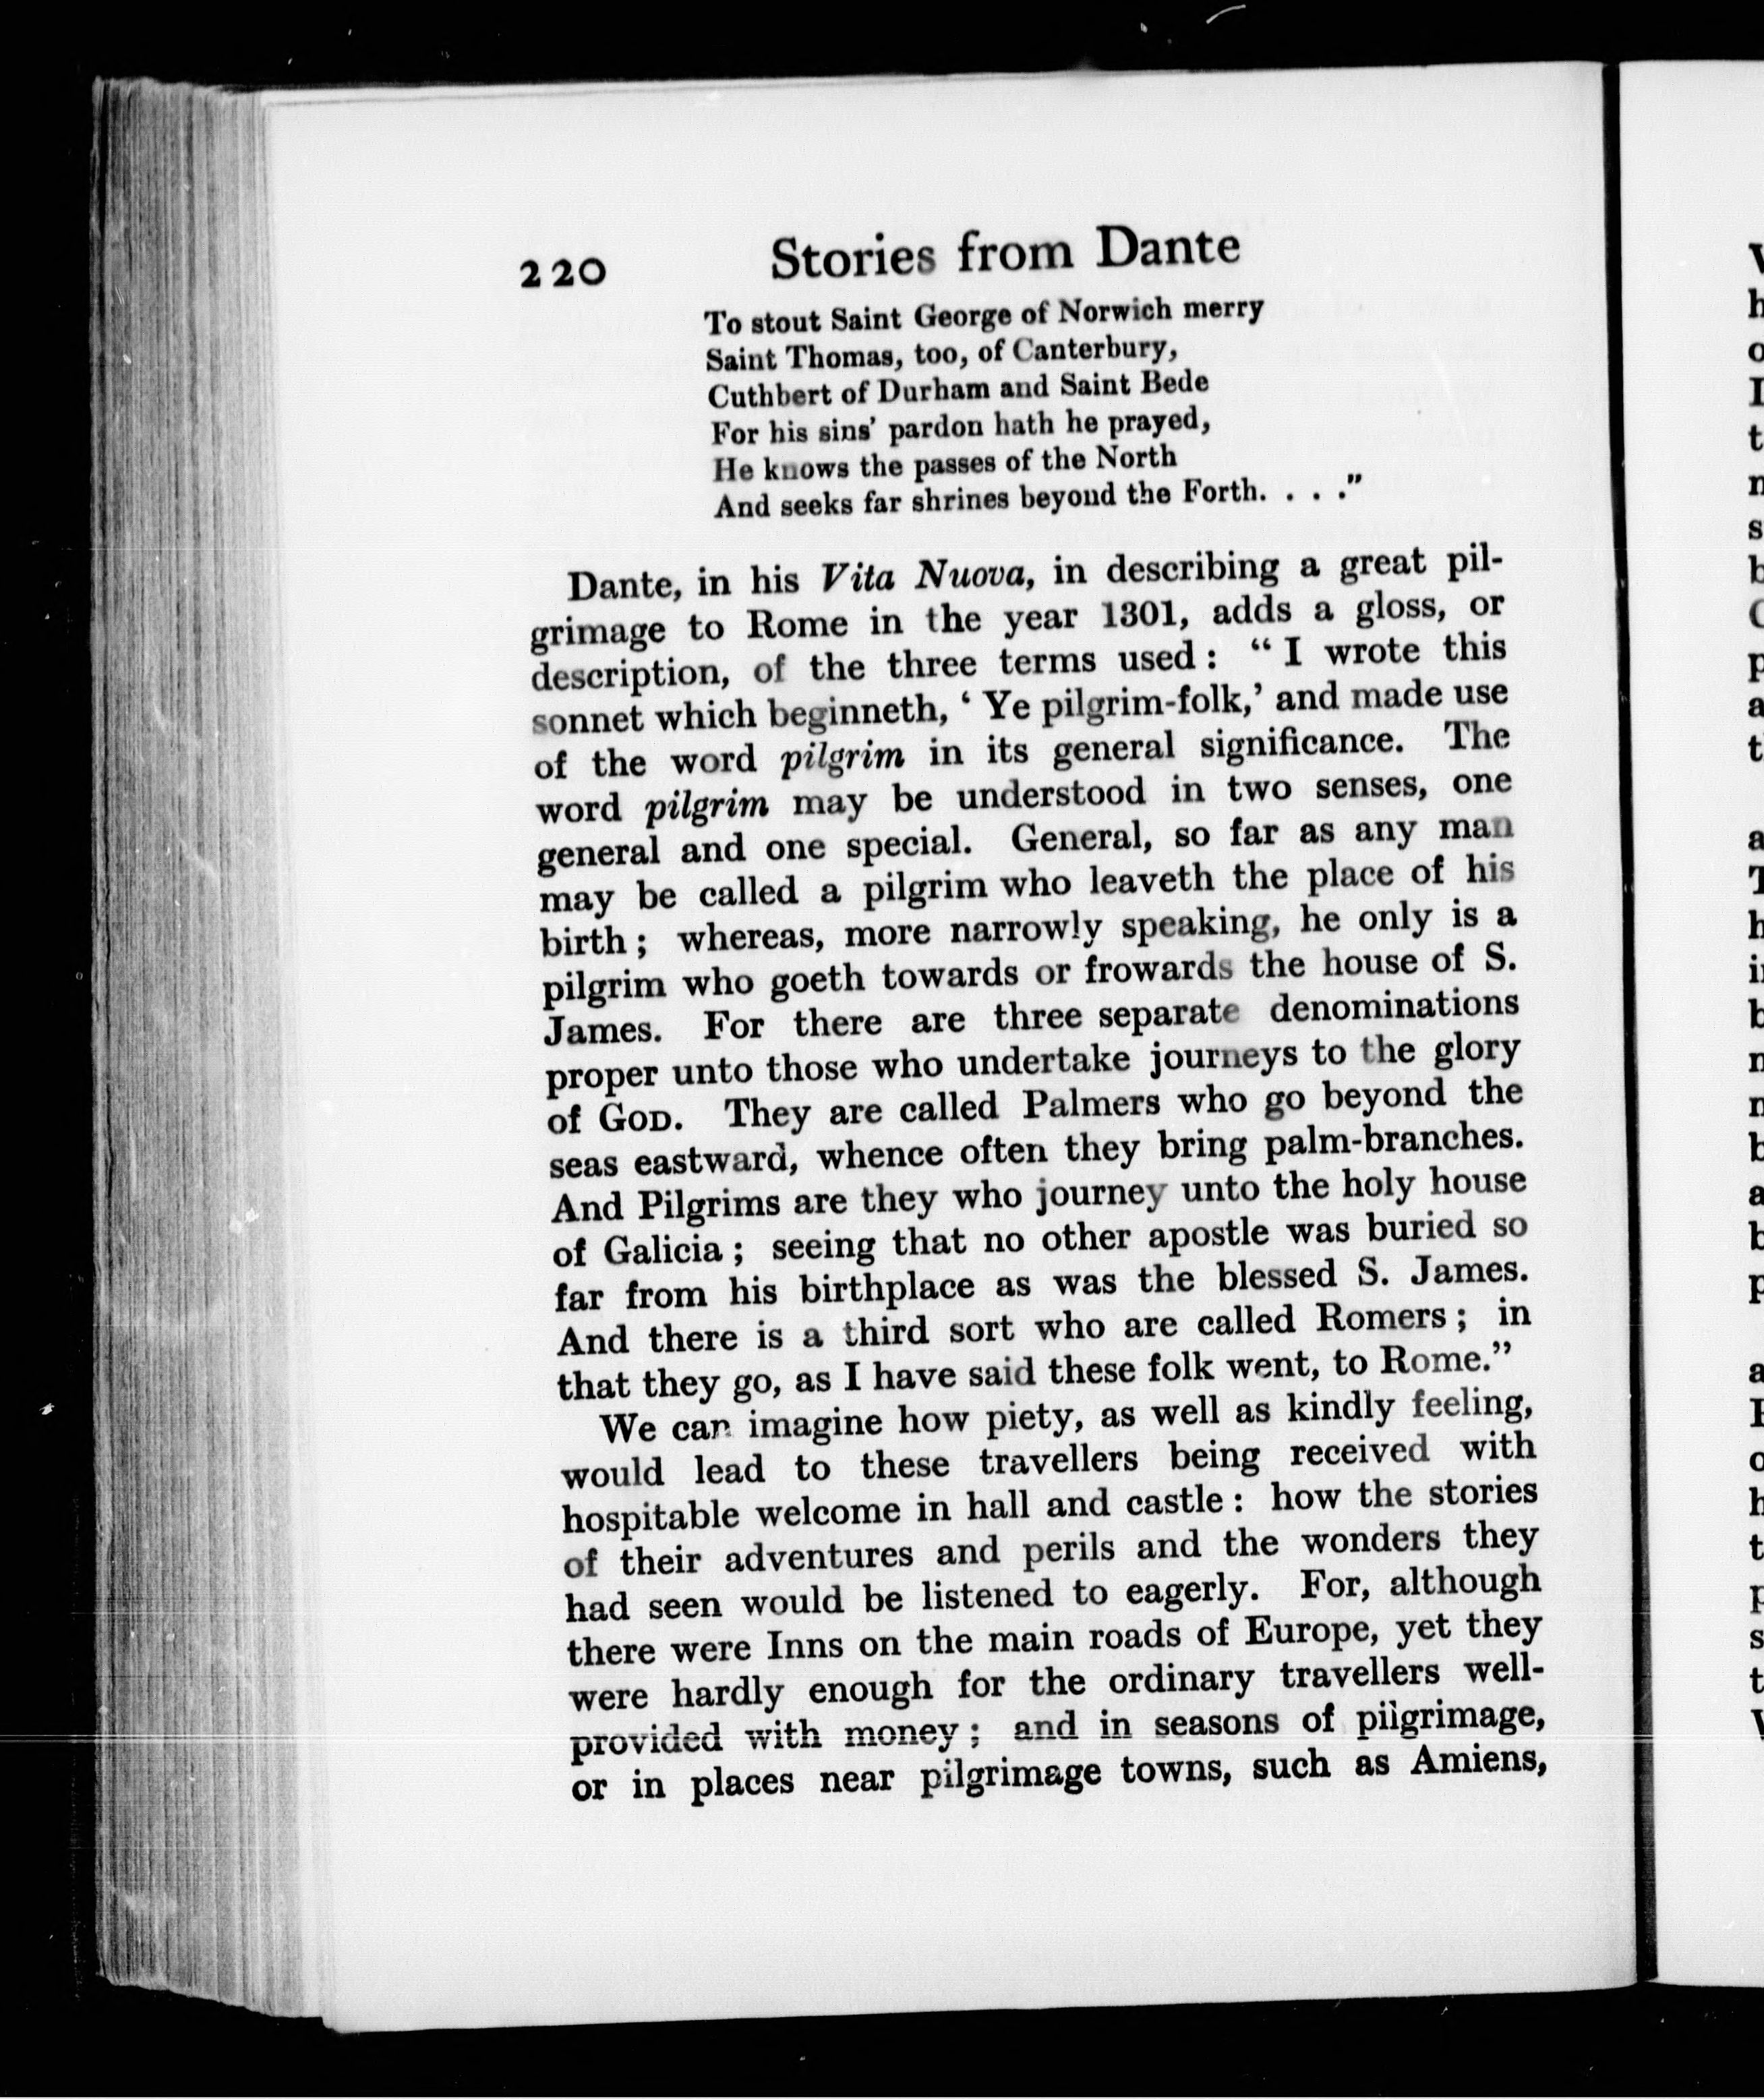 220 Stories from Dante
To stout Saint George of Norwich merry
Saint Thomas, too, of Canterbury,
Cuthbert of Durham and Saint Bede
For his sins' pardon hath he prayed,
He knows the passes of the North
And seeks far shrines beyond the Forth. . . ."
Dante, in his Vita Nuova, in describing a great pil-
grimage to Rome in the year 1301, adds a gloss, or
description, of the three terms used: "I wrote this
sonnet which beginneth, 'Ye pilgrim-folk,' and made use
of the word pilgrim in its general significance. The
word pilgrim may be understood in two senses, one
general and one special. General, so far as any man
may be called a pilgrim who leaveth the place of his
birth; whereas, more narrowly speaking, he only is a
pilgrim who goeth towards or frowards the house of S.
James. For there are three separate denominations
proper unto those who undertake journeys to the glory
of GOD. They are called Palmers who go beyond the
seas eastward, whence often they bring palm-branches.
And Pilgrims are they who journey unto the holy house
of Galicia; seeing that no other apostle was buried so
far from his birthplace as was the blessed S. James.
And there is a third sort who are called Romers; in
that they go, as I have said these folk went, to Rome."
We can imagine how piety, as well as kindly feeling,
would lead to these travellers being received with
hospitable welcome in hall and castle: how the stories
of their adventures and perils and the wonders they
had seen would be listened to eagerly. For, although
there were Inns on the main roads of Europe, yet they
were hardly enough for the ordinary travellers well-
provided with money; and in seasons of pilgrimage,
or in places near pilgrimage towns, such as Amiens,